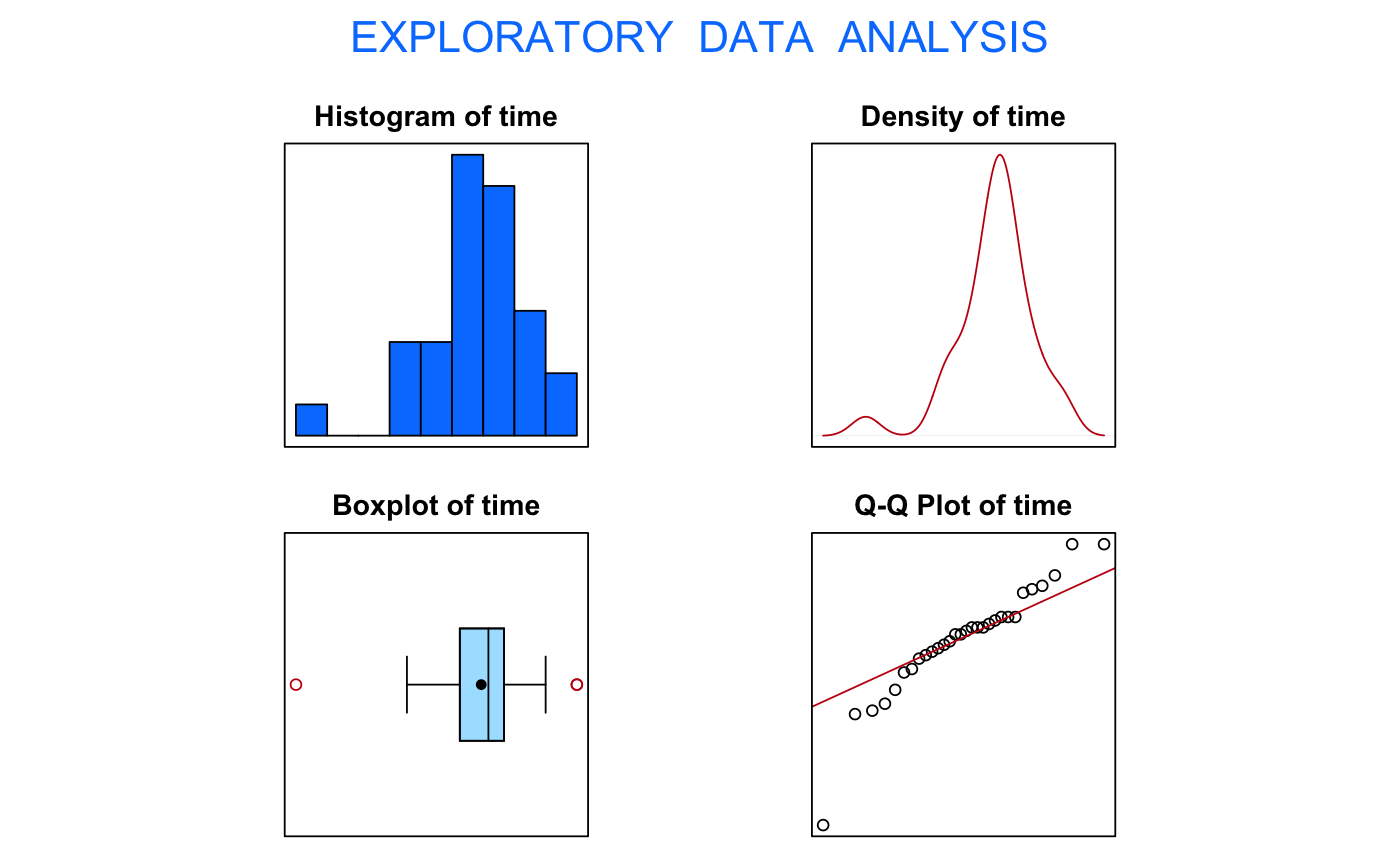 EXPLORATORY DATA ANALYSIS
Histogram of time
Density of time
Boxplot of time
Q-Q Plot of time